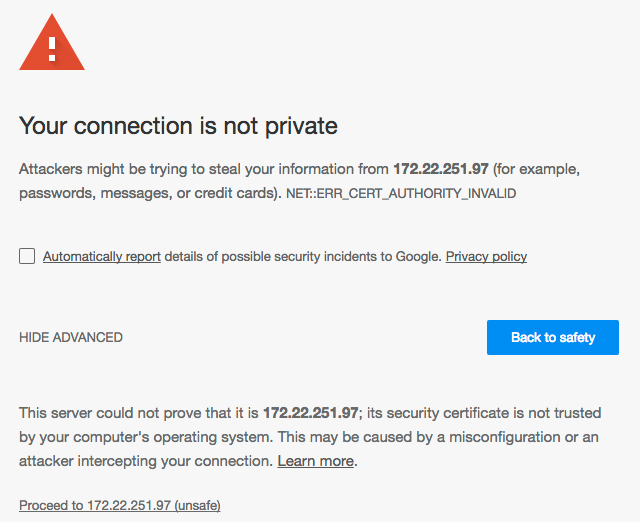 Your connection is not private
Attackers might be trying to steal your information from 172.22.251.97 (for example,
passwords, messages, or credit cards). NET::ERR_CERT_AUTHORITY_INVALID
Automatically report details of possible security incidents to Google. Privacy policy
HIDE ADVANCED
Back to safety
This server could not prove that it is 172.22.251.97; its security certificate is not trusted
by your computer's operating system. This may be caused by a misconfiguration or an
attacker intercepting your connection. Learn more.
Proceed to 172.22.251.97 (unsafe)